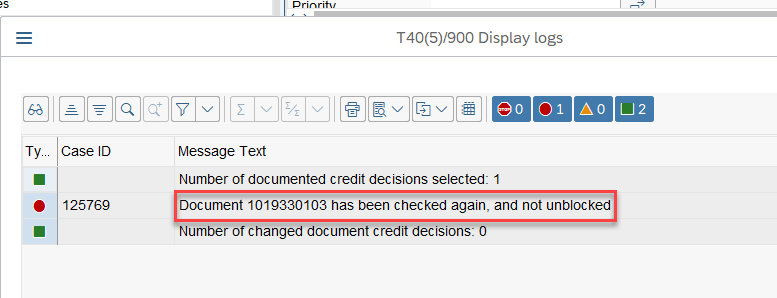 es
Priority
T40(5)/900 Display logs
STOP 0 1 0 2
Ty... Case ID Message Text
Number of documented credit decisions selected: 1
125769 Document 1019330103 has been checked again, and not unblocked
Number of changed document credit decisions: 0